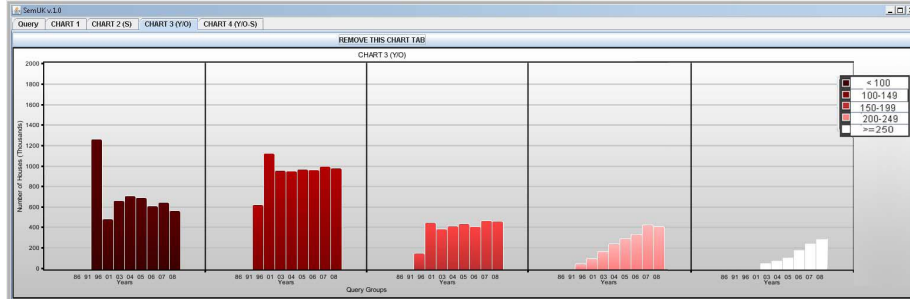 SemUK v.1.0
Query CHART 1 CHART 2 (S) CHART 3 (Y/O) CHART 4 (Y/O-S)
REMOVE THIS CHART TAB
CHART 3 (Y/O)
Number of Houses (Thousands)
2000
1800
1600
1400
1200
1000
800
600
400
200
0
< 100
100-149
150-199
200-249
>=250
86 91 96 01 03 04 05 06 07 08
86 91 96 01 03 04 05 06 07 08
86 91 96 01 03 04 05 06 07 08
86 91 96 01 03 04 05 06 07 08
86 91 96 01 03 04 05 06 07 08
Years Years Years Years Years
Query Groups